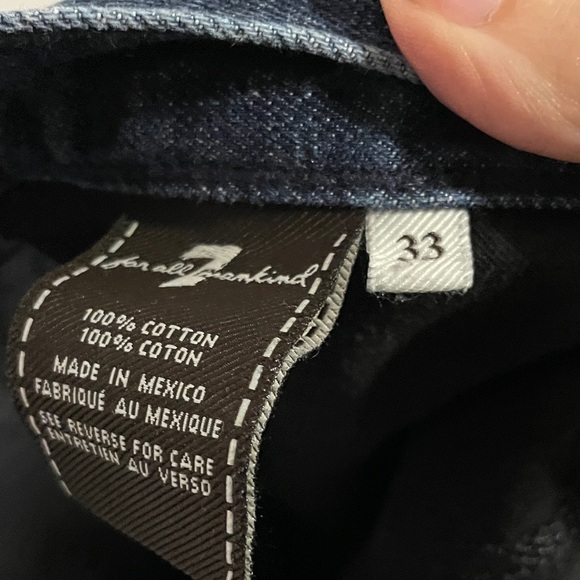 7
for all mankind
33
100% COTTON
100% COTON
MADE IN MEXICO
FABRIQUÉ AU MEXIQUE
SEE REVERSE FOR CARE
ENTRETIEN AU VERSO